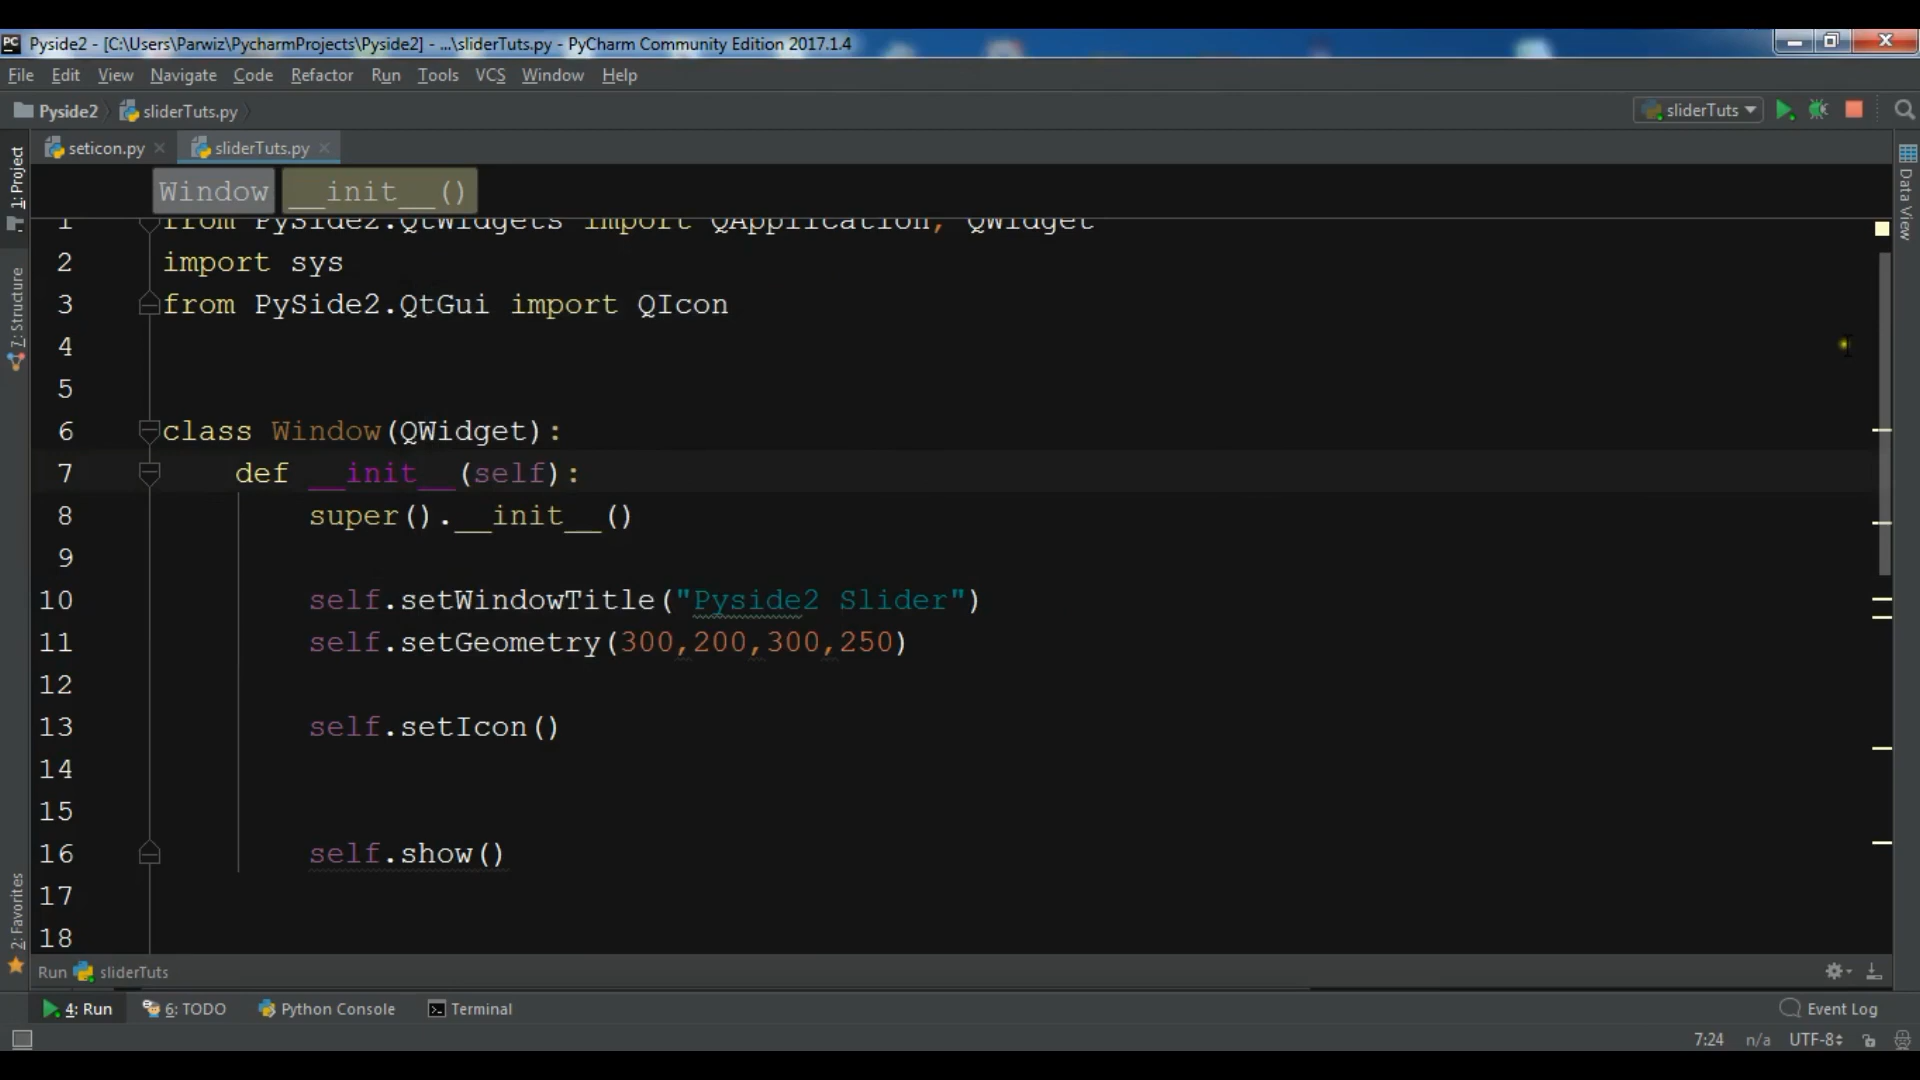 Pyside2 - [C:\Users\Parwiz\PycharmProjects\Pyside2] - ...\sliderTuts.py - PyCharm Community Edition 2017.1.4
File Edit View Navigate Code Refactor Run Tools VCS Window Help
Pyside2 sliderTuts.py sliderTuts
seticon.py sliderTuts.py
1: Project
7: Structure
2: Favorites
Data View
Window __init__()
1 from PySide2.QtWidgets import QApplication, QWidget
2 import sys
3 from PySide2.QtGui import QIcon
4
5
6 class Window(QWidget):
7 def __init__(self):
8 super().__init__()
9
10 self.setWindowTitle("Pyside2 Slider")
11 self.setGeometry(300,200,300,250)
12
13 self.setIcon()
14
15
16 self.show()
17
18
Run sliderTuts
4: Run 6: TODO Python Console Terminal Event Log
7:24 n/a UTF-8